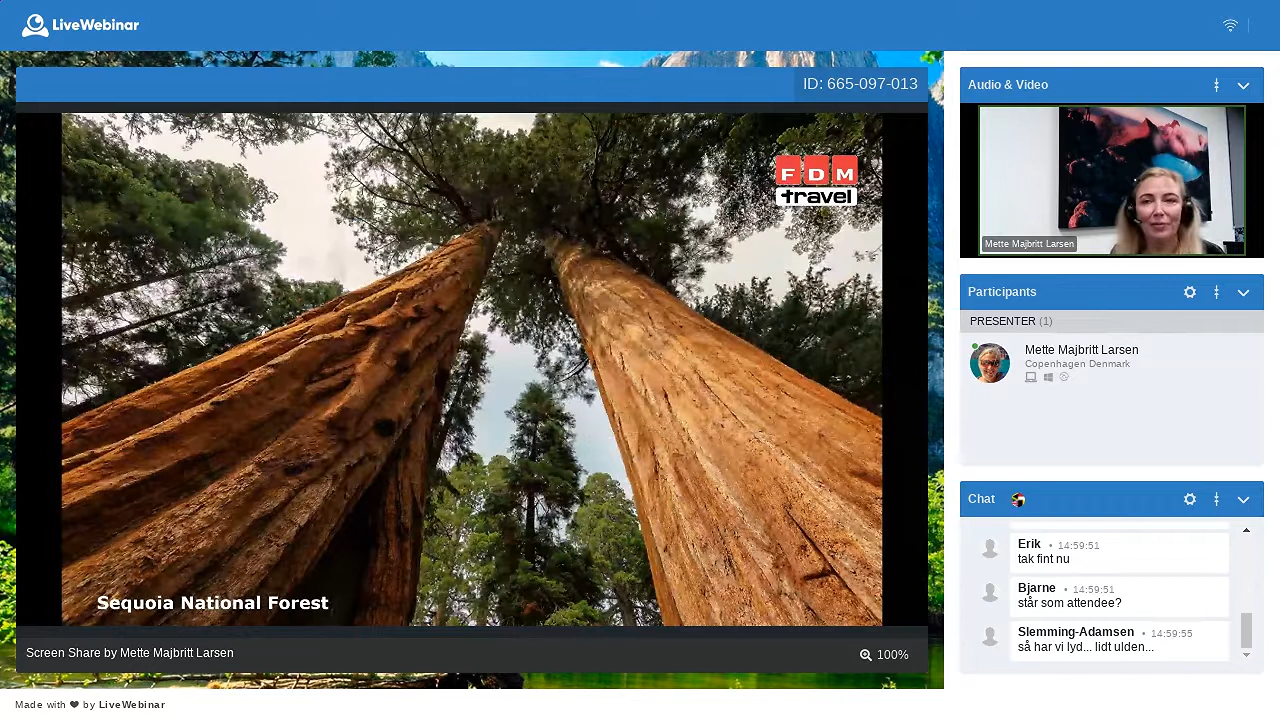 LiveWebinar
ID: 665-097-013
FDM
travel
Sequoia National Forest
Screen Share by Mette Majbritt Larsen
100%
Audio & Video
Mette Majbritt Larsen
Participants
PRESENTER (1)
Mette Majbritt Larsen
Copenhagen Denmark
Chat
Erik • 14:59:51
tak fint nu
Bjarne • 14:59:51
står som attendee?
Slemming-Adamsen • 14:59:55
så har vi lyd... lidt ulden...
Made with ❤ by LiveWebinar